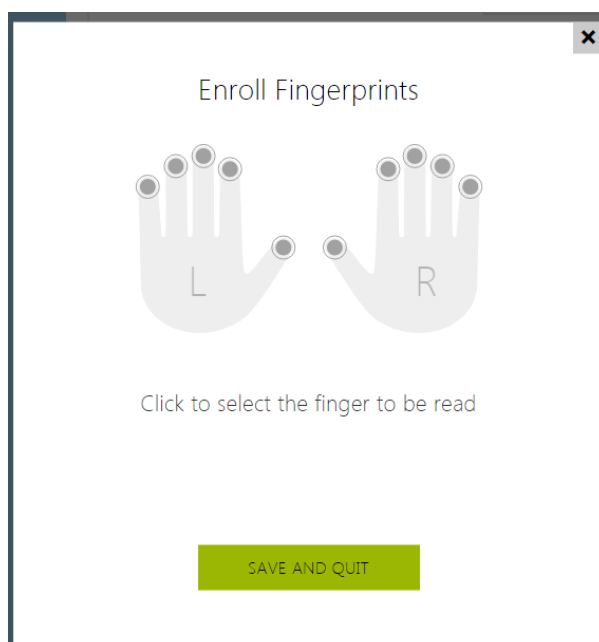 Enroll Fingerprints
L R
Click to select the finger to be read
SAVE AND QUIT